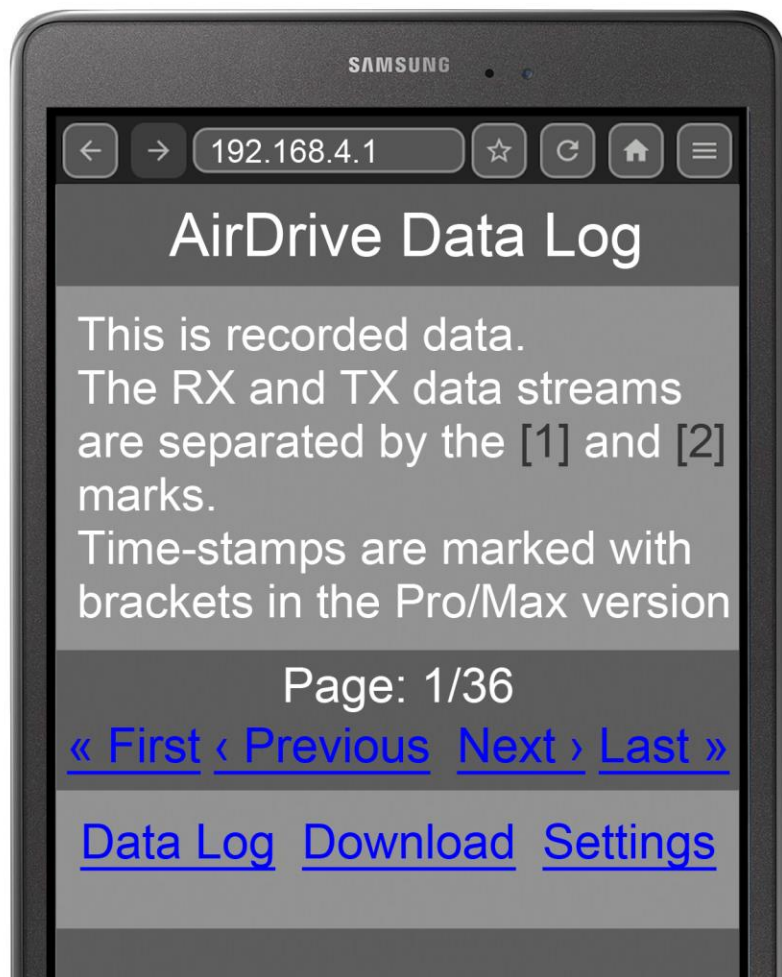 SAMSUNG
192.168.4.1
AirDrive Data Log
This is recorded data.
The RX and TX data streams
are separated by the [1] and [2]
marks.
Time-stamps are marked with
brackets in the Pro/Max version
Page: 1/36
« First ‹ Previous Next › Last »
Data Log Download Settings